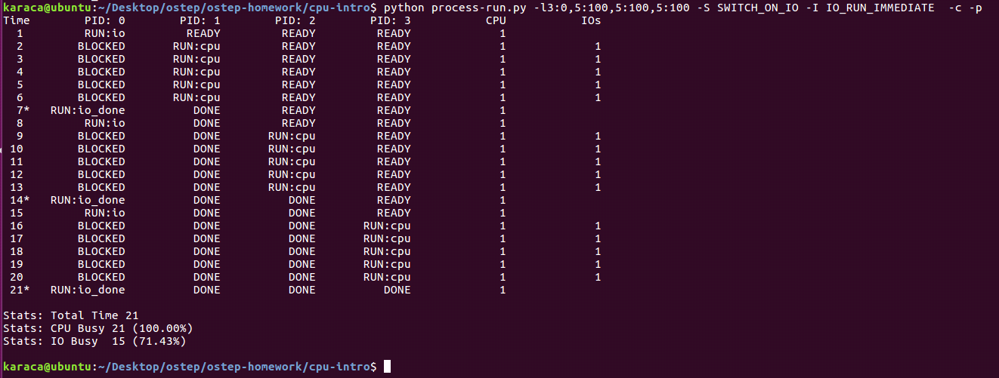 karaca@ubuntu:~/Desktop/ostep/ostep-homework/cpu-intro$ python process-run.py -l3:0,5:100,5:100,5:100 -S SWITCH_ON_IO -I IO_RUN_IMMEDIATE  -c -p
Time        PID: 0        PID: 1        PID: 2        PID: 3           CPU           IOs
  1         RUN:io         READY         READY         READY             1
  2        BLOCKED       RUN:cpu         READY         READY             1             1
  3        BLOCKED       RUN:cpu         READY         READY             1             1
  4        BLOCKED       RUN:cpu         READY         READY             1             1
  5        BLOCKED       RUN:cpu         READY         READY             1             1
  6        BLOCKED       RUN:cpu         READY         READY             1             1
  7*   RUN:io_done          DONE         READY         READY             1
  8         RUN:io          DONE         READY         READY             1
  9        BLOCKED          DONE       RUN:cpu         READY             1             1
 10        BLOCKED          DONE       RUN:cpu         READY             1             1
 11        BLOCKED          DONE       RUN:cpu         READY             1             1
 12        BLOCKED          DONE       RUN:cpu         READY             1             1
 13        BLOCKED          DONE       RUN:cpu         READY             1             1
 14*   RUN:io_done          DONE          DONE         READY             1
 15         RUN:io          DONE          DONE         READY             1
 16        BLOCKED          DONE          DONE       RUN:cpu             1             1
 17        BLOCKED          DONE          DONE       RUN:cpu             1             1
 18        BLOCKED          DONE          DONE       RUN:cpu             1             1
 19        BLOCKED          DONE          DONE       RUN:cpu             1             1
 20        BLOCKED          DONE          DONE       RUN:cpu             1             1
 21*   RUN:io_done          DONE          DONE          DONE             1
Stats: Total Time 21
Stats: CPU Busy 21 (100.00%)
Stats: IO Busy  15 (71.43%)
karaca@ubuntu:~/Desktop/ostep/ostep-homework/cpu-intro$